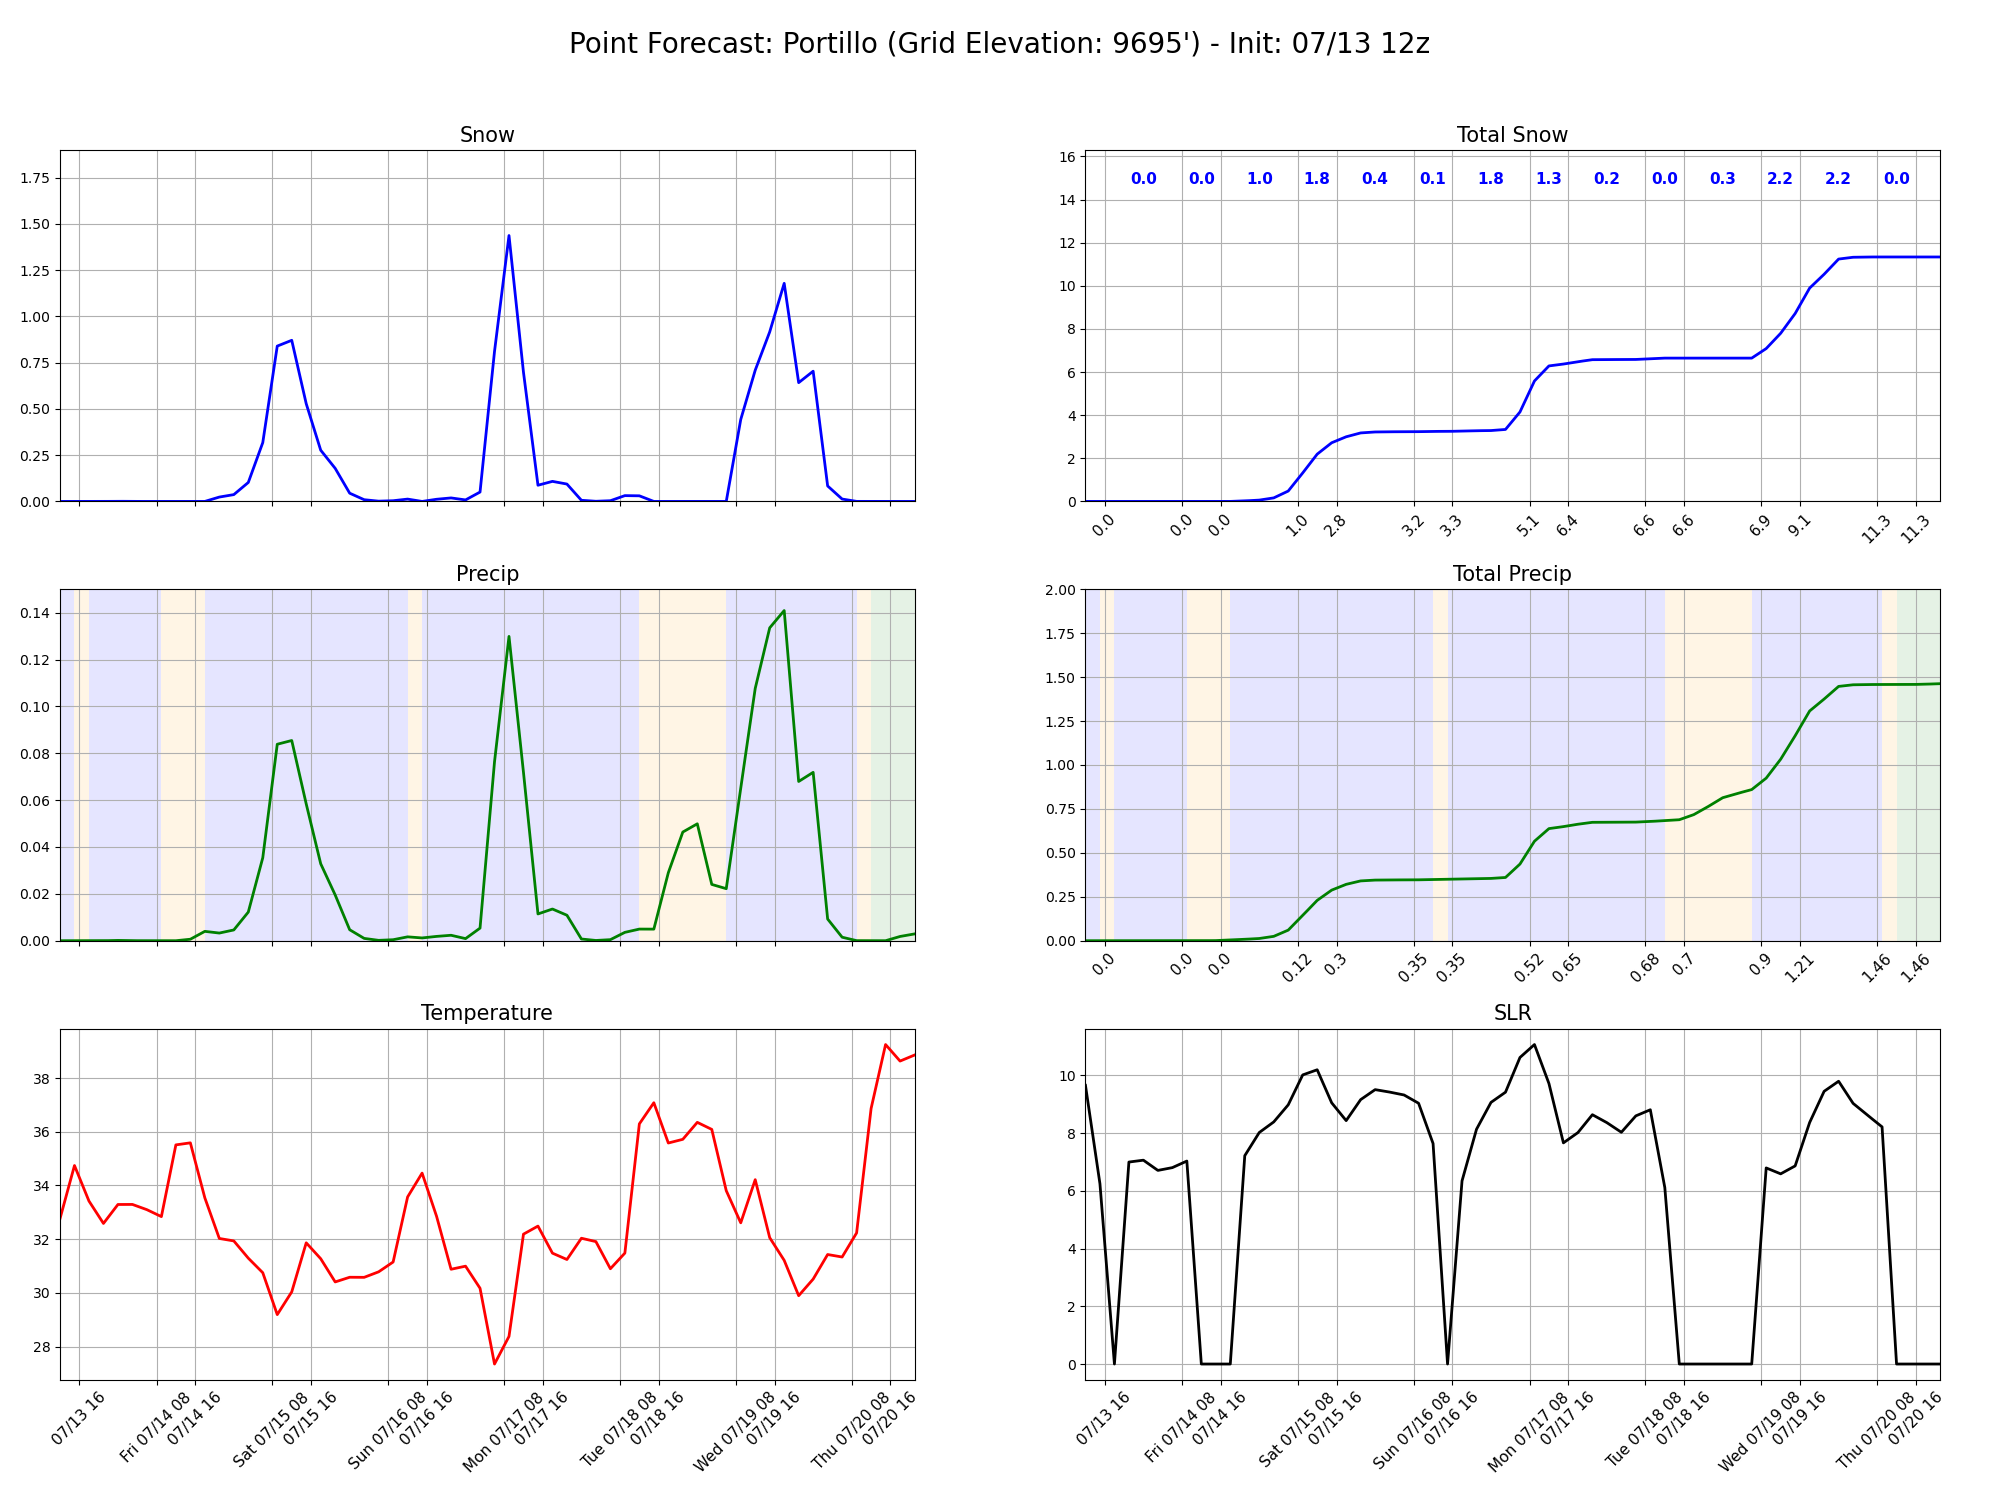 Point Forecast: Portillo (Grid Elevation: 9695') - Init: 07/13 12z
Snow
1.75
1.50
1.25
1.00
0.75
0.50
0.25
0.00
Total Snow
16
14
12
10
8
6
4
2
0
0.0 0.0 1.0 1.8 0.4 0.1 1.8 1.3 0.2 0.0 0.3 2.2 2.2 0.0
0.0 0.0 0.0 1.0 2.8 3.2 3.3 5.1 6.4 6.6 6.6 6.9 9.1 11.3 11.3
Precip
0.14
0.12
0.10
0.08
0.06
0.04
0.02
0.00
Total Precip
2.00
1.75
1.50
1.25
1.00
0.75
0.50
0.25
0.00
0.0 0.0 0.0 0.12 0.3 0.35 0.35 0.52 0.65 0.68 0.7 0.9 1.21 1.46 1.46
Temperature
38
36
34
32
30
28
07/13 16
Fri 07/14 08
07/14 16
Sat 07/15 08
07/15 16
Sun 07/16 08
07/16 16
Mon 07/17 08
07/17 16
Tue 07/18 08
07/18 16
Wed 07/19 08
07/19 16
Thu 07/20 08
07/20 16
SLR
10
8
6
4
2
0
07/13 16
Fri 07/14 08
07/14 16
Sat 07/15 08
07/15 16
Sun 07/16 08
07/16 16
Mon 07/17 08
07/17 16
Tue 07/18 08
07/18 16
Wed 07/19 08
07/19 16
Thu 07/20 08
07/20 16